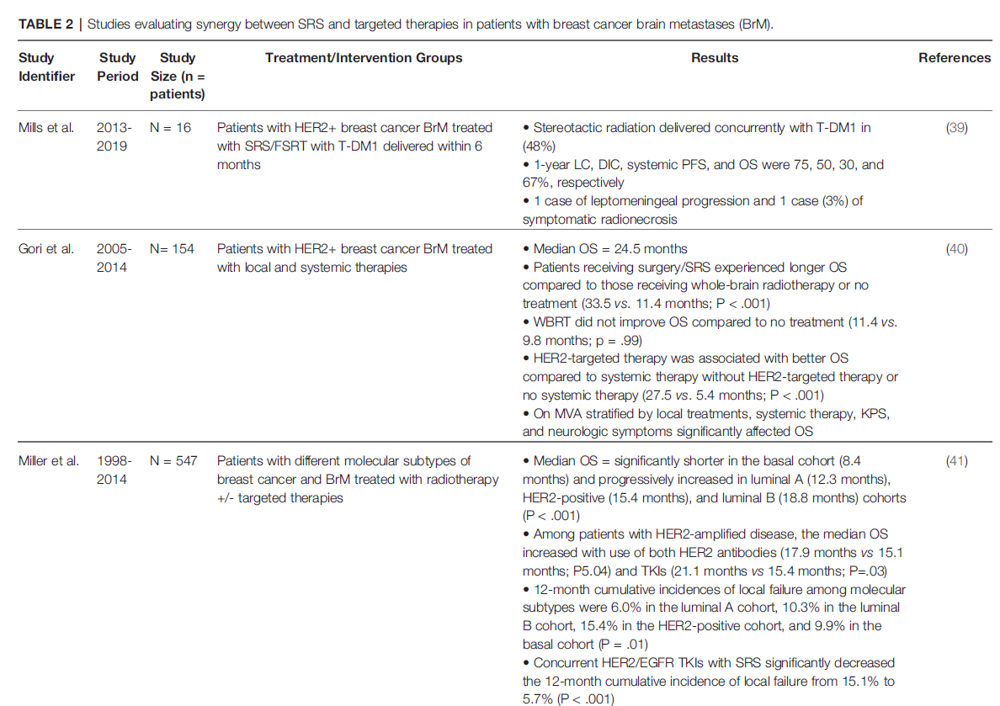 TABLE 2 | Studies evaluating synergy between SRS and targeted therapies in patients with breast cancer brain metastases (BrM).
Study Identifier
Study Period
Study Size (n = patients)
Treatment/Intervention Groups
Results
References
Mills et al.
2013-
2019
N = 16
Patients with HER2+ breast cancer BrM treated
with SRS/FSRT with T-DM1 delivered within 6
months
• Stereotactic radiation delivered concurrently with T-DM1 in
(48%)
• 1-year LC, DIC, systemic PFS, and OS were 75, 50, 30, and
67%, respectively
• 1 case of leptomeningeal progression and 1 case (3%) of
symptomatic radionecrosis
(39)
Gori et al.
2005-
2014
N= 154
Patients with HER2+ breast cancer BrM treated
with local and systemic therapies
• Median OS = 24.5 months
• Patients receiving surgery/SRS experienced longer OS
compared to those receiving whole-brain radiotherapy or no
treatment (33.5 vs. 11.4 months; P < .001)
• WBRT did not improve OS compared to no treatment (11.4 vs.
9.8 months; p = .99)
• HER2-targeted therapy was associated with better OS
compared to systemic therapy without HER2-targeted therapy or
no systemic therapy (27.5 vs. 5.4 months; P < .001)
• On MVA stratified by local treatments, systemic therapy, KPS,
and neurologic symptoms significantly affected OS
(40)
Miller et al.
1998-
2014
N = 547
Patients with different molecular subtypes of
breast cancer and BrM treated with radiotherapy
+/- targeted therapies
• Median OS = significantly shorter in the basal cohort (8.4
months) and progressively increased in luminal A (12.3 months),
HER2-positive (15.4 months), and luminal B (18.8 months) cohorts
(P < .001)
• Among patients with HER2-amplified disease, the median OS
increased with use of both HER2 antibodies (17.9 months vs 15.1
months; P5.04) and TKIs (21.1 months vs 15.4 months; P=.03)
• 12-month cumulative incidences of local failure among molecular
subtypes were 6.0% in the luminal A cohort, 10.3% in the luminal
B cohort, 15.4% in the HER2-positive cohort, and 9.9% in the
basal cohort (P = .01)
• Concurrent HER2/EGFR TKIs with SRS significantly decreased
the 12-month cumulative incidence of local failure from 15.1% to
5.7% (P < .001)
(41)